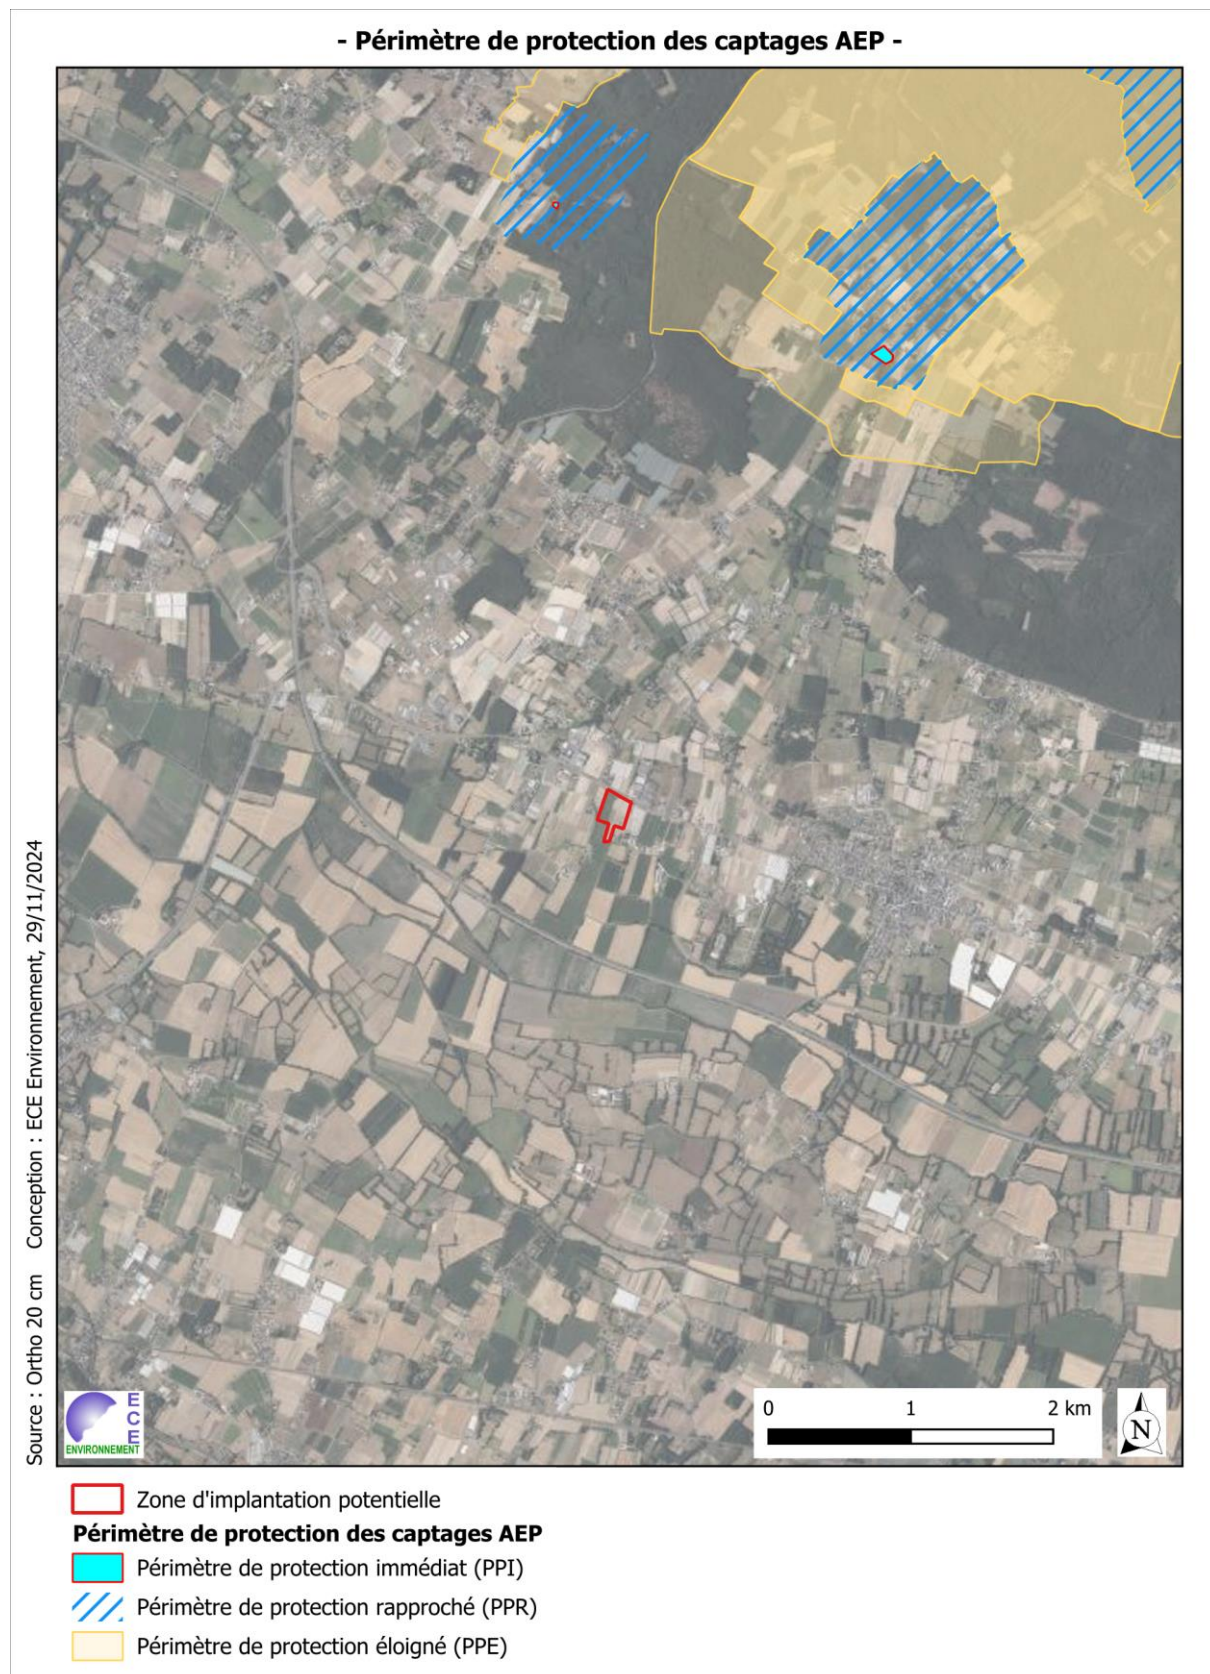 - Périmètre de protection des captages AEP -
Source : Ortho 20 cm Conception : ECE Environnement, 29/11/2024
E
C
E
ENVIRONNEMENT
0 1 2 km
N
Zone d'implantation potentielle
Périmètre de protection des captages AEP
Périmètre de protection immédiat (PPI)
Périmètre de protection rapproché (PPR)
Périmètre de protection éloigné (PPE)